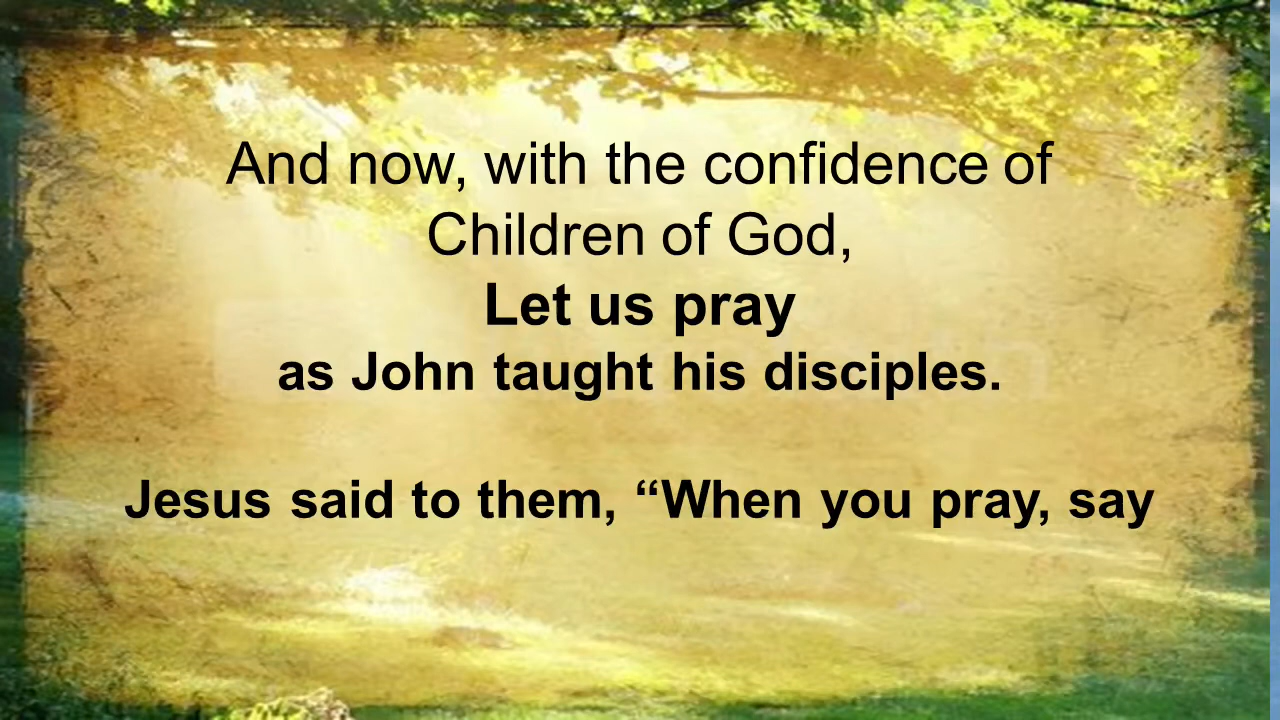 And now, with the confidence of
Children of God,
Let us pray
as John taught his disciples.
Jesus said to them, “When you pray, say